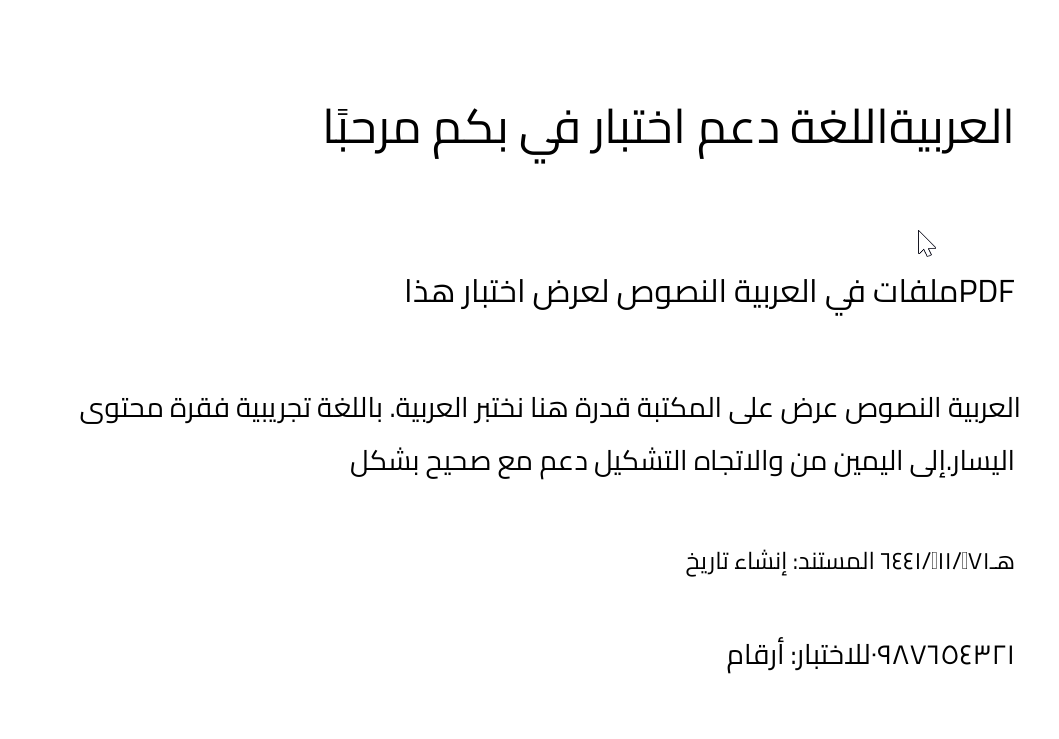 العربيةاللغة دعم اختبار في بكم مرحبًا
PDFملفات في العربية النصوص لعرض اختبار هذا
العربية النصوص عرض على المكتبة قدرة هنا نختبر العربية. باللغة تجريبية فقرة محتوى
اليسار.إلى اليمين من والاتجاه التشكيل دعم مع صحيح بشكل
هـ٦٤٤١/١١/٧١ المستند: إنشاء تاريخ
٠٩٨٧٦٥٤٣٢١للاختبار: أرقام